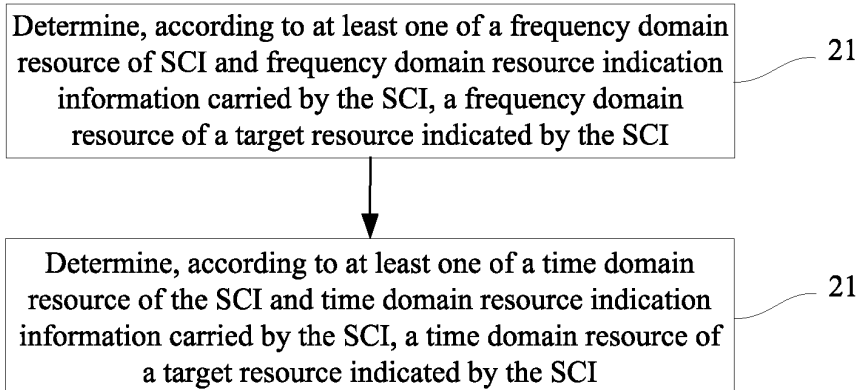 Determine, according to at least one of a frequency domain
resource of SCI and frequency domain resource indication
information carried by the SCI, a frequency domain
resource of a target resource indicated by the SCI
21
Determine, according to at least one of a time domain
resource of the SCI and time domain resource indication
information carried by the SCI, a time domain resource of
a target resource indicated by the SCI
21